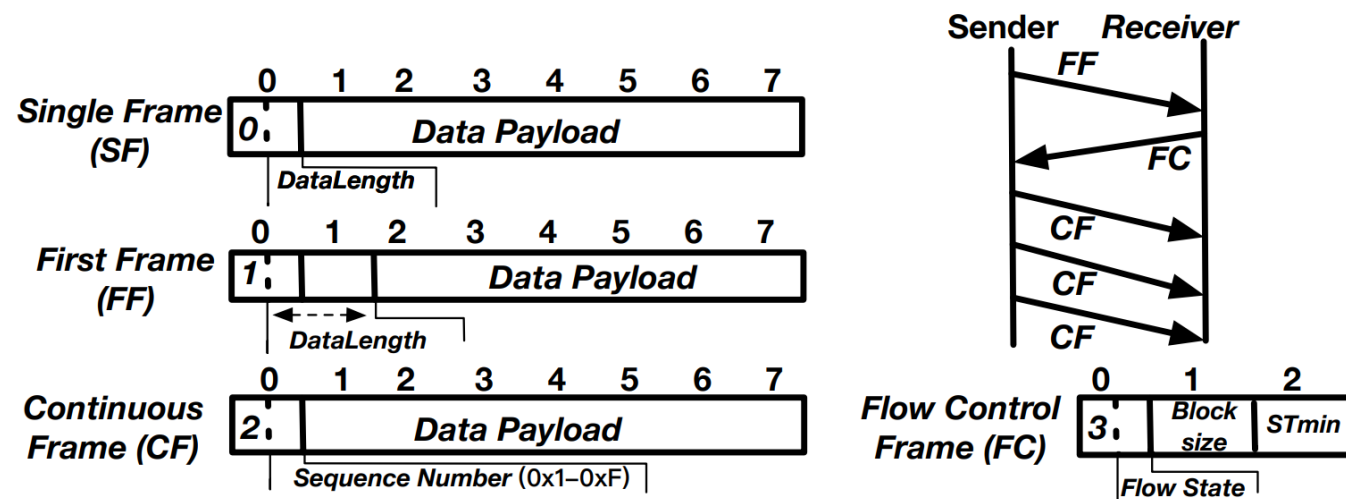 0 1 2 3 4 5 6 7
Single Frame
(SF)
0
Data Payload
DataLength
0 1 2 3 4 5 6 7
First Frame
(FF)
1
Data Payload
DataLength
0 1 2 3 4 5 6 7
Continuous
Frame (CF)
2
Data Payload
Sequence Number (0x1–0xF)
Sender Receiver
FF
FC
CF
CF
CF
0 1 2
Flow Control
Frame (FC)
3
Block
size
STmin
Flow State